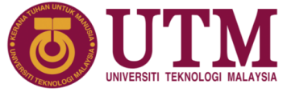 KERANA TUHAN UNTUK MANUSIA
UNIVERSITI TEKNOLOGI MALAYSIA
UTM
UNIVERSITI TEKNOLOGI MALAYSIA